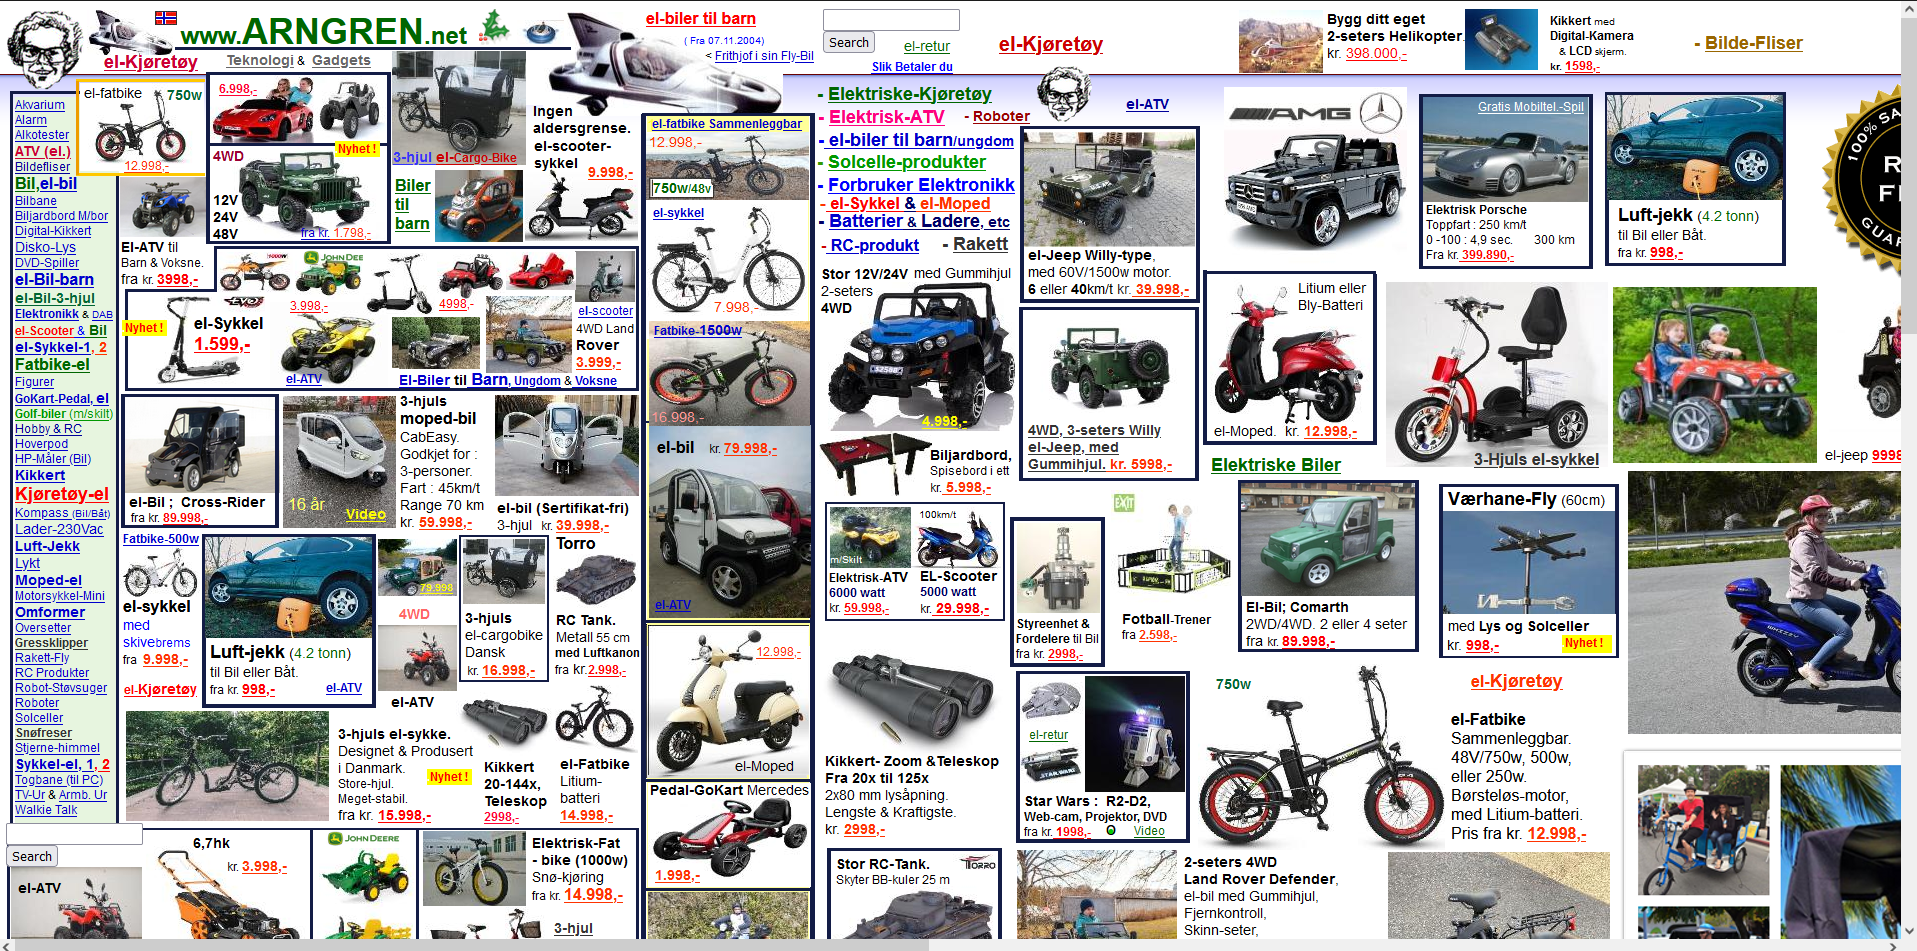 www.ARNGREN.net
el-Kjøretøy
Teknologi & Gadgets
el-biler til barn
( Fra 07.11.2004)
< Frithjof i sin Fly-Bil
Search
el-retur
Slik Betaler du
el-Kjøretøy
Bygg ditt eget
2-seters Helikopter
kr. 398.000,-
Kikkert med
Digital-Kamera
& LCD skjerm.
kr. 1598,-
- Bilde-Fliser
Akvarium
Alarm
Alkotester
ATV (el.)
Bildefliser
Bil,el-bil
Bilbane
Biljardbord M/bor
Digital-Kikkert
Disko-Lys
DVD-Spiller
el-Bil-barn
el-Bil-3-hjul
Elektronikk & DAB
el-Scooter & Bil
el-Sykkel-1, 2
Fatbike-el
Figurer
GoKart-Pedal, el
Golf-biler (m/skilt)
Hobby & RC
Hoverpod
HP-Måler (Bil)
Kikkert
Kjøretøy-el
Kompass (Bil/Båt)
Lader-230Vac
Luft-Jekk
Lykt
Moped-el
Motorsykkel-Mini
Omformer
Oversetter
Gressklipper
Rakett-Fly
RC Produkter
Robot-Støvsuger
Roboter
Solceller
Snøfreser
Stjerne-himmel
Sykkel-el, 1, 2
Togbane (til PC)
TV-Ur & Armb. Ur
Walkie Talk
Search
el-fatbike
750w
12.998,-
6.998,-
4WD
Nyhet !
12V
24V
48V
fra kr. 1.798,-
3-hjul el-Cargo-Bike
Ingen
aldersgrense.
el-scooter-
sykkel
9.998,-
Biler
til
barn
El-ATV til
Barn & Voksne.
fra kr. 3998,-
1000W
JOHN DEERE
EVO
3.998,-
4998,-
el-scooter
Nyhet !
el-Sykkel
1.599,-
el-ATV
4WD Land
Rover
3.999,-
El-Biler til Barn, Ungdom & Voksne
el-Bil ; Cross-Rider
fra kr. 89.998,-
16 år
Video
3-hjuls
moped-bil
CabEasy.
Godkjet for :
3-personer.
Fart : 45km/t
Range 70 km
kr. 59.998,-
el-bil (Sertifikat-fri)
3-hjul kr. 39.998,-
Fatbike-500w
el-sykkel
med
skivebrems
fra 9.998,-
el-Kjøretøy
Luft-jekk (4.2 tonn)
til Bil eller Båt.
fra kr. 998,-
el-ATV
79.998
4WD
el-ATV
3-hjuls
el-cargobike
Dansk
kr. 16.998,-
Torro
RC Tank.
Metall 55 cm
med Luftkanon
fra kr.2.998,-
3-hjuls el-sykke.
Designet & Produsert
i Danmark.
Store-hjul.
Meget-stabil.
fra kr. 15.998,-
Nyhet !
Kikkert
20-144x,
Teleskop
2998,-
el-Fatbike
Litium-
batteri
14.998,-
el-ATV
6,7hk
kr. 3.998,-
JOHN DEERE
Elektrisk-Fat
- bike (1000w)
Snø-kjøring
fra kr. 14.998,-
3-hjul
el-fatbike Sammenleggbar
12.998,-
750w/48v
el-sykkel
7.998,-
Fatbike-1500w
16.998,-
el-bil kr. 79.998,-
el-ATV
12.998,-
el-Moped
Pedal-GoKart Mercedes
1.998,-
- Elektriske-Kjøretøy
- Elektrisk-ATV - Roboter
- el-biler til barn/ungdom
- Solcelle-produkter
- Forbruker Elektronikk
- el-Sykkel & el-Moped
- Batterier & Ladere, etc
- RC-produkt - Rakett
el-ATV
Stor 12V/24V med Gummihjul
2-seters
4WD
4.998,-
Biljardbord,
Spisebord i ett
kr. 5.998,-
m/Skilt
Elektrisk-ATV
6000 watt
kr. 59.998,-
100km/t
EL-Scooter
5000 watt
kr. 29.998,-
Kikkert- Zoom &Teleskop
Fra 20x til 125x
2x80 mm lysåpning.
Lengste & Kraftigste.
kr. 2998,-
Stor RC-Tank.
Skyter BB-kuler 25 m
TORRO
el-Jeep Willy-type,
med 60V/1500w motor.
6 eller 40km/t kr. 39.998,-
4WD, 3-seters Willy
el-Jeep, med
Gummihjul. kr. 5998,-
Styreenhet &
Fordelere til Bil
fra kr. 2998,-
EXIT
Fotball-Trener
fra 2.598,-
el-retur
STAR WARS
Star Wars : R2-D2,
Web-cam, Projektor, DVD
fra kr. 1998,-
Video
2-seters 4WD
Land Rover Defender,
el-bil med Gummihjul,
Fjernkontroll,
Skinn-seter,
AMG
Litium eller
Bly-Batteri
el-Moped. kr. 12.998,-
Elektriske Biler
El-Bil; Comarth
2WD/4WD. 2 eller 4 seter
fra kr. 89.998,-
750w
el-Kjøretøy
el-Fatbike
Sammenleggbar.
48V/750w, 500w,
eller 250w.
Børsteløs-motor,
med Litium-batteri.
Pris fra kr. 12.998,-
Gratis Mobiltel.-Spil
Elektrisk Porsche
Toppfart : 250 km/t
0 -100 : 4,9 sec. 300 km
Fra kr. 399.890,-
3-Hjuls el-sykkel
Værhane-Fly (60cm)
med Lys og Solceller
kr. 998,-
Nyhet !
Luft-jekk (4.2 tonn)
til Bil eller Båt.
fra kr. 998,-
100% SA
R
FI
GUAR
el-jeep 9998